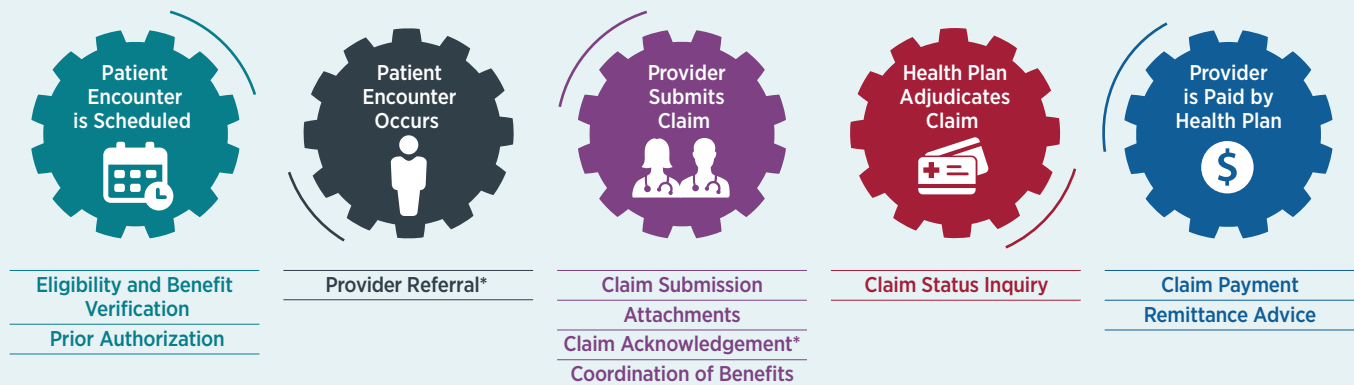 Patient
Encounter
is Scheduled
Eligibility and Benefit
Verification
Prior Authorization
Patient
Encounter
Occurs
Provider Referral*
Provider
Submits
Claim
Claim Submission
Attachments
Claim Acknowledgement*
Coordination of Benefits
Health Plan
Adjudicates
Claim
Claim Status Inquiry
Provider
is Paid by
Health Plan
$
Claim Payment
Remittance Advice